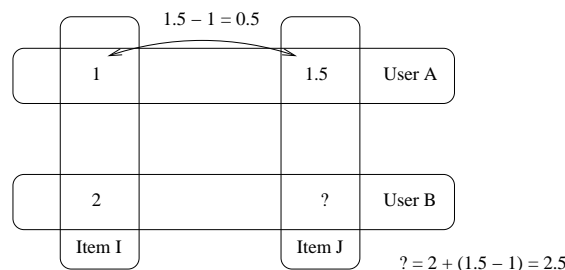 1.5 − 1 = 0.5
1 1.5 User A
2 ? User B
Item I Item J
? = 2 + (1.5 − 1) = 2.5